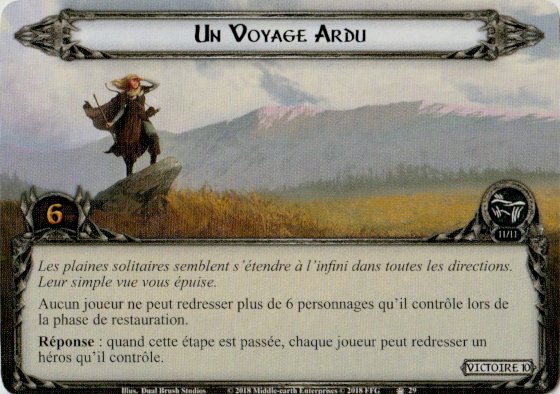 Un Voyage Ardu
6
11/11
Les plaines solitaires semblent s'étendre à l'infini dans toutes les directions.
Leur simple vue vous épuise.
Aucun joueur ne peut redresser plus de 6 personnages qu'il contrôle lors de
la phase de restauration.
Réponse : quand cette étape est passée, chaque joueur peut redresser un
héros qu'il contrôle.
VICTOIRE 10
Illus. Dual Brush Studios © 2018 Middle-earth Enterprises © 2018 FFG 29